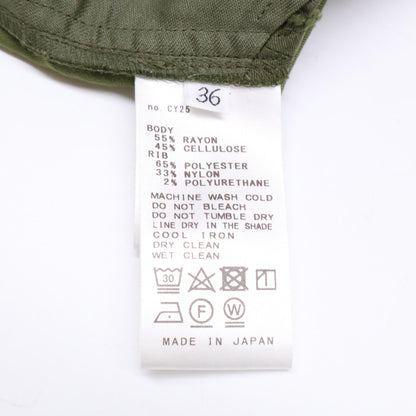 36
no. CY25
BODY
55% RAYON
45% CELLULOSE
RIB
65% POLYESTER
33% NYLON
2% POLYURETHANE
MACHINE WASH COLD
DO NOT BLEACH
DO NOT TUMBLE DRY
LINE DRY IN THE SHADE
COOL IRON
DRY CLEAN
WET CLEAN
30
F W
MADE IN JAPAN